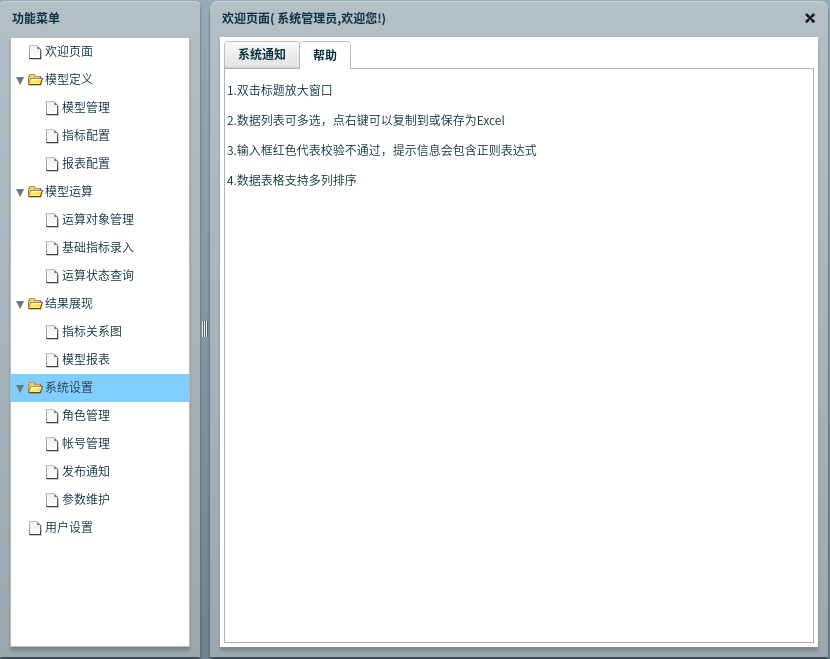 功能菜单
欢迎页面
模型定义
模型管理
指标配置
报表配置
模型运算
运算对象管理
基础指标录入
运算状态查询
结果展现
指标关系图
模型报表
系统设置
角色管理
帐号管理
发布通知
参数维护
用户设置
欢迎页面( 系统管理员,欢迎您!)
系统通知 帮助
1.双击标题放大窗口
2.数据列表可多选，点右键可以复制到或保存为Excel
3.输入框红色代表校验不通过，提示信息会包含正则表达式
4.数据表格支持多列排序